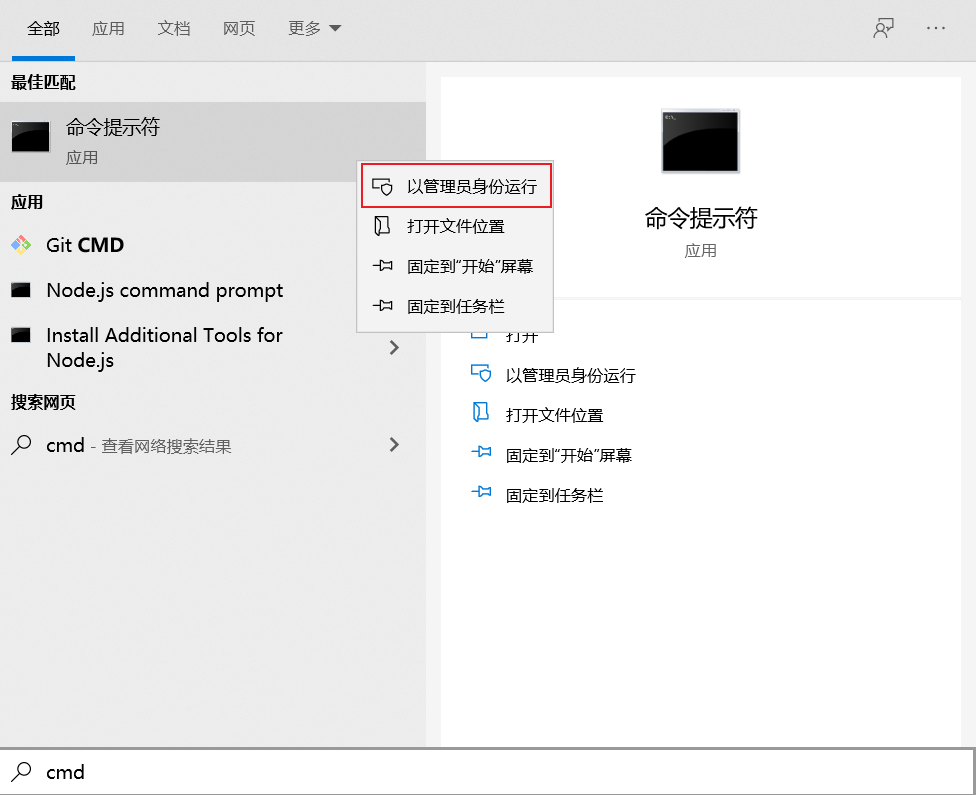 全部 应用 文档 网页 更多
最佳匹配
命令提示符
应用
应用
Git CMD
Node.js command prompt
Install Additional Tools for
Node.js
搜索网页
cmd - 查看网络搜索结果
以管理员身份运行
打开文件位置
固定到“开始”屏幕
固定到任务栏
命令提示符
应用
打开
以管理员身份运行
打开文件位置
固定到“开始”屏幕
固定到任务栏
cmd